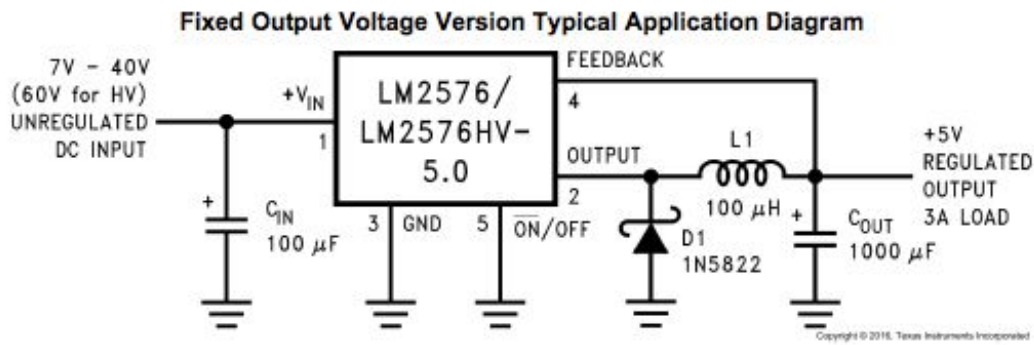 Fixed Output Voltage Version Typical Application Diagram
7V – 40V
(60V for HV)
UNREGULATED
DC INPUT
+VIN
1
LM2576/
LM2576HV–
5.0
FEEDBACK
4
OUTPUT
2
L1
100 μH
+5V
REGULATED
OUTPUT
3A LOAD
+
CIN
100 μF
3
GND
5
O̅N̅/OFF
D1
1N5822
+
COUT
1000 μF
Copyright © 2016, Texas Instruments Incorporated